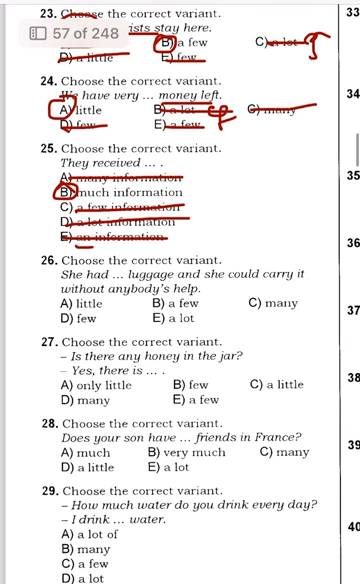 23. Choose the correct variant.
57 of 248
ists stay here.
B) a few
C) a lot
D) a little
E) few
24. Choose the correct variant.
We have very ... money left.
A) little
B) a lot
C) many
D) few
E) a few
25. Choose the correct variant.
They received ... .
A) many information
B) much information
C) a few information
D) a lot information
E) an information
26. Choose the correct variant.
She had ... luggage and she could carry it
without anybody's help.
A) little
B) a few
C) many
D) few
E) a lot
27. Choose the correct variant.
– Is there any honey in the jar?
– Yes, there is ... .
A) only little
B) few
C) a little
D) many
E) a few
28. Choose the correct variant.
Does your son have ... friends in France?
A) much
B) very much
C) many
D) a little
E) a lot
29. Choose the correct variant.
– How much water do you drink every day?
– I drink ... water.
A) a lot of
B) many
C) a few
D) a lot
33
34
35
36
37
38
39
40